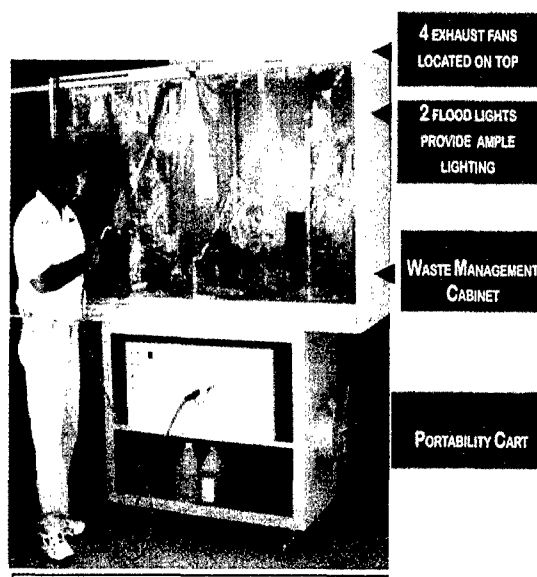 4 EXHAUST FANS
LOCATED ON TOP
2 FLOOD LIGHTS
PROVIDE AMPLE
LIGHTING
WASTE MANAGEMENT
CABINET
PORTABILITY CART